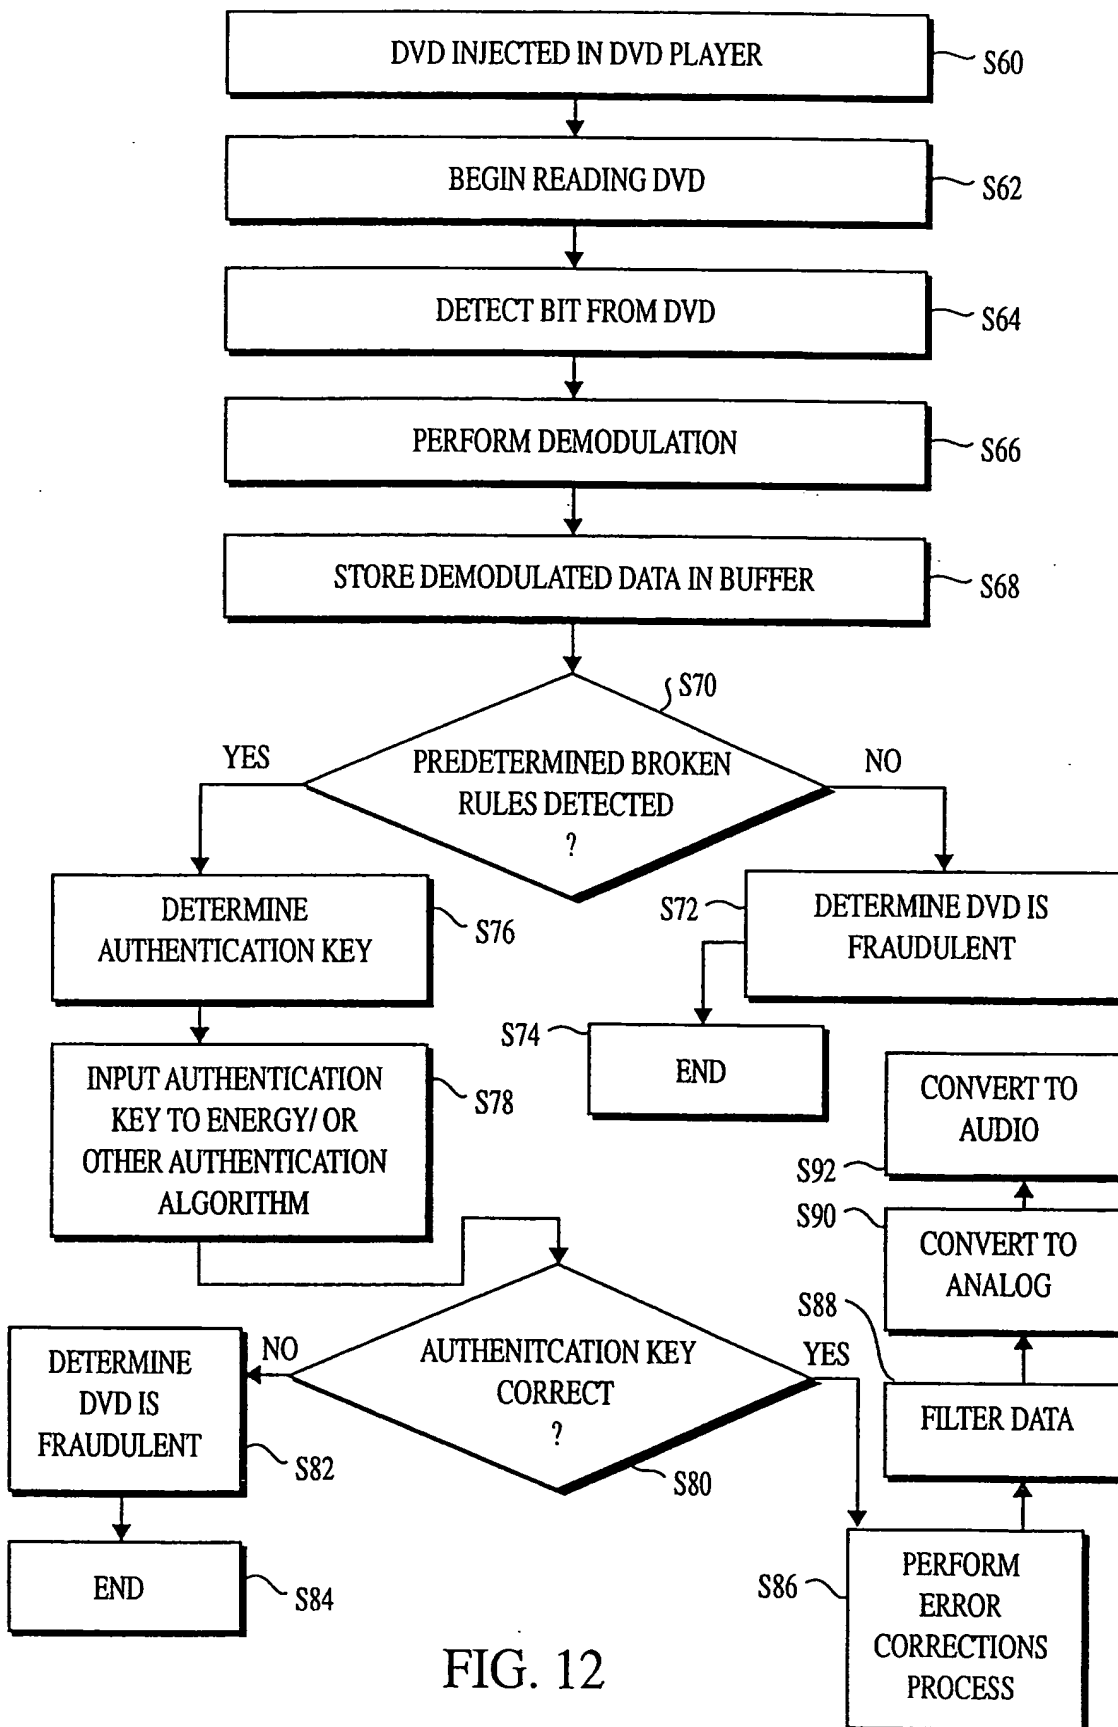 DVD INJECTED IN DVD PLAYER
S60
BEGIN READING DVD
S62
DETECT BIT FROM DVD
S64
PERFORM DEMODULATION
S66
STORE DEMODULATED DATA IN BUFFER
S68
S70
PREDETERMINED BROKEN
RULES DETECTED
?
YES
NO
DETERMINE
AUTHENTICATION KEY
S76
S72
DETERMINE DVD IS
FRAUDULENT
S74
END
INPUT AUTHENTICATION
KEY TO ENERGY/ OR
OTHER AUTHENTICATION
ALGORITHM
S78
CONVERT TO
AUDIO
S92
S90
CONVERT TO
ANALOG
S88
FILTER DATA
AUTHENITCATION KEY
CORRECT
?
S80
NO
YES
DETERMINE
DVD IS
FRAUDULENT
S82
END
S84
S86
PERFORM
ERROR
CORRECTIONS
PROCESS
FIG. 12